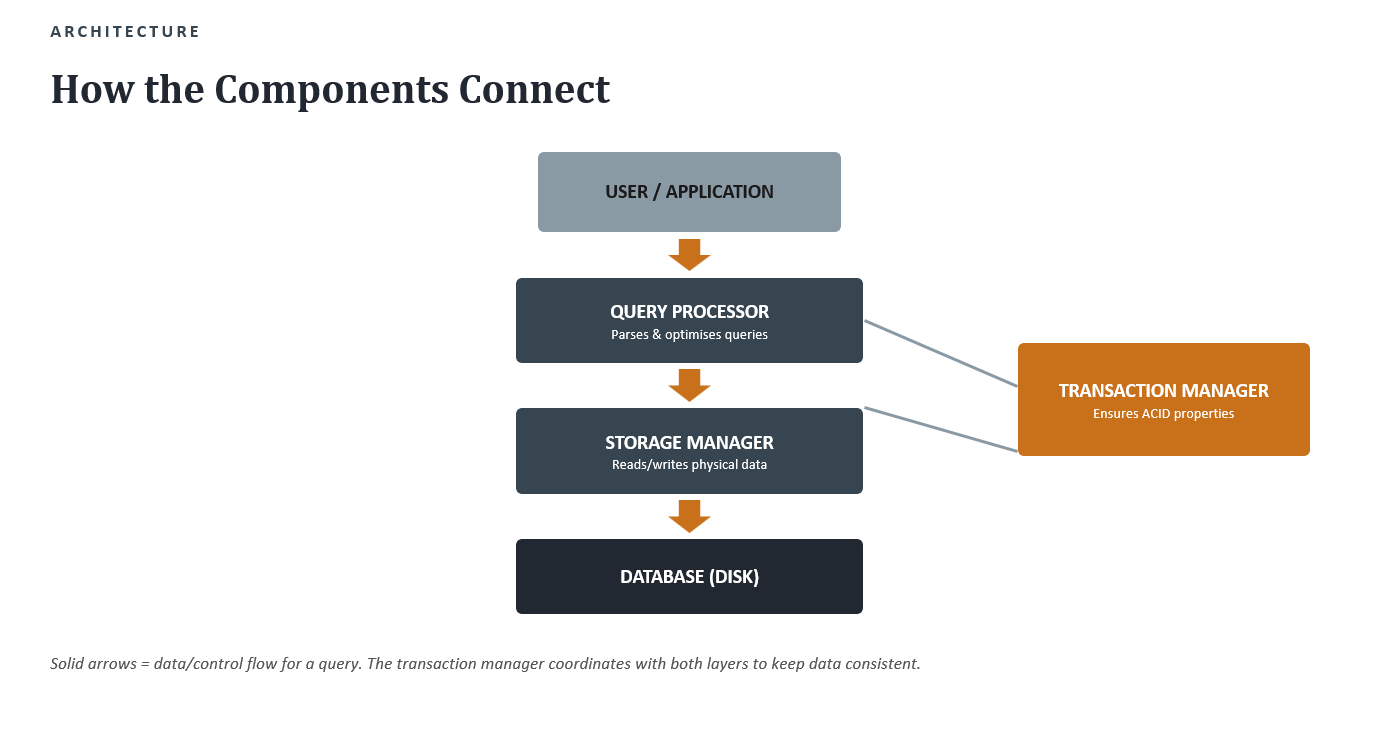 ARCHITECTURE
How the Components Connect
USER / APPLICATION
QUERY PROCESSOR
Parses & optimises queries
TRANSACTION MANAGER
Ensures ACID properties
STORAGE MANAGER
Reads/writes physical data
DATABASE (DISK)
Solid arrows = data/control flow for a query. The transaction manager coordinates with both layers to keep data consistent.